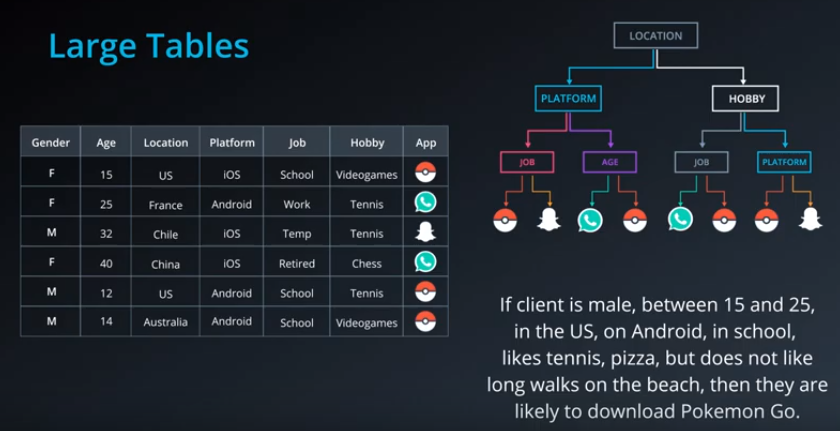 Large Tables
Gender Age Location Platform Job Hobby App
F 15 US iOS School Videogames
F 25 France Android Work Tennis
M 32 Chile iOS Temp Tennis
F 40 China iOS Retired Chess
M 12 US Android School Tennis
M 14 Australia Android School Videogames
LOCATION
PLATFORM HOBBY
JOB AGE JOB PLATFORM
If client is male, between 15 and 25,
in the US, on Android, in school,
likes tennis, pizza, but does not like
long walks on the beach, then they are
likely to download Pokemon Go.